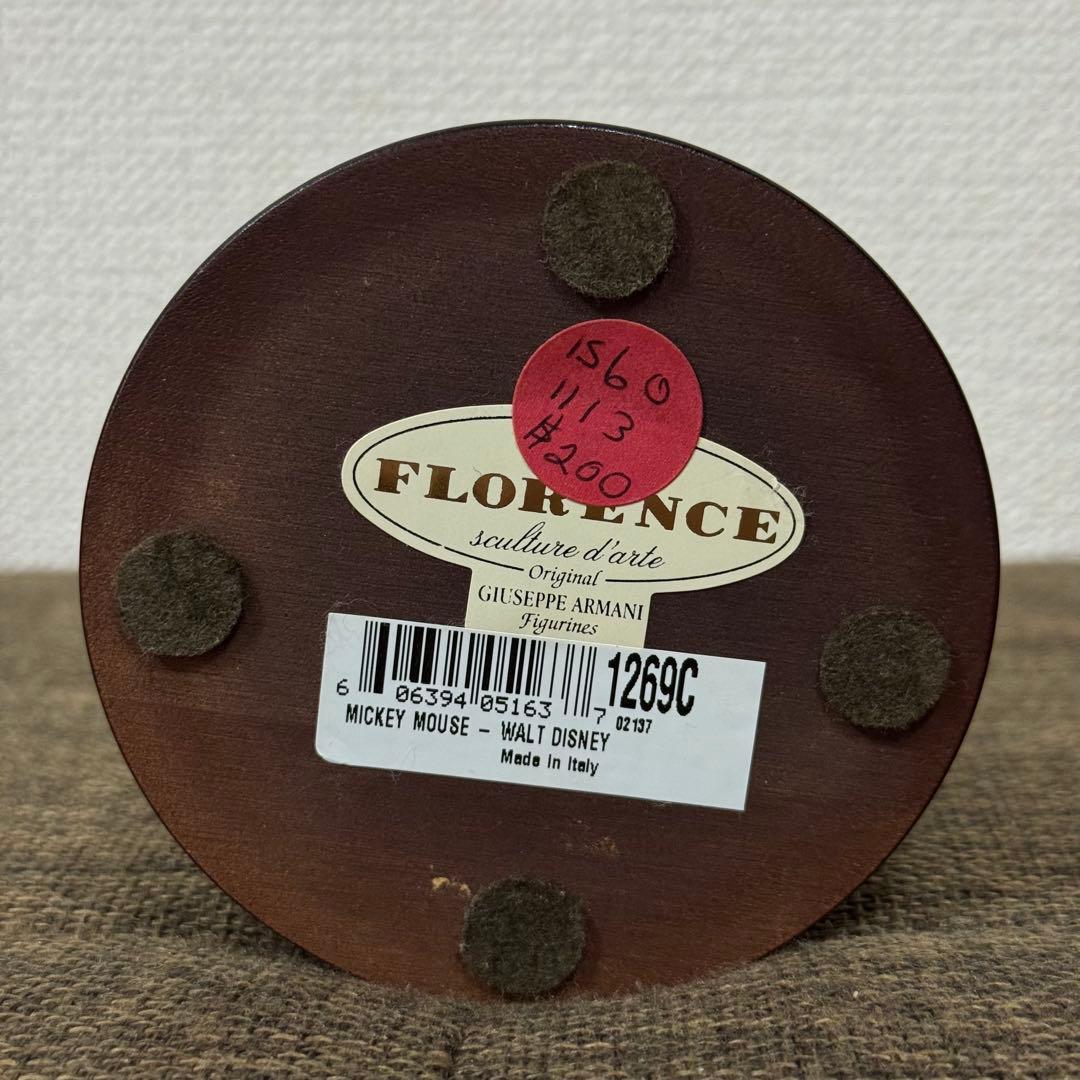 1560
1113
$200
FLORENCE
sculture d'arte
Original
GIUSEPPE ARMANI
Figurines
1269C
6 06394 05163 7
02137
MICKEY MOUSE – WALT DISNEY
Made in Italy